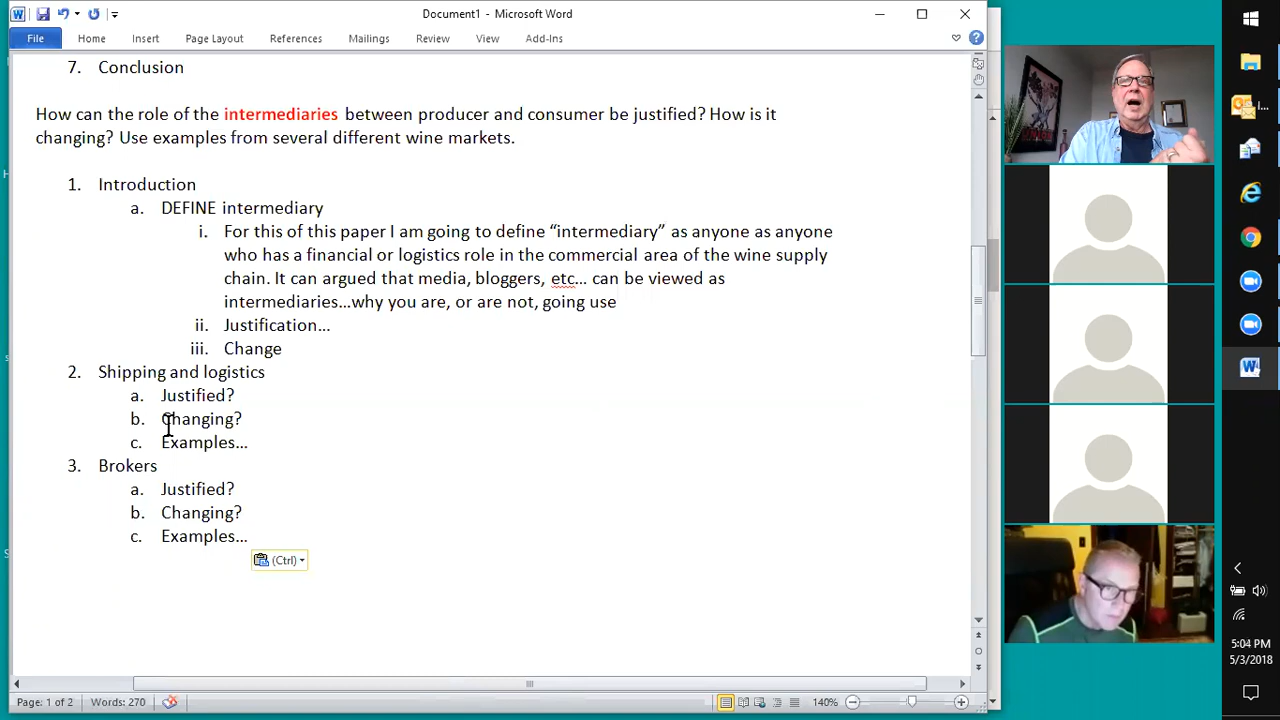 Document1 - Microsoft Word
File Home Insert Page Layout References Mailings Review View Add-Ins
7. Conclusion
How can the role of the intermediaries between producer and consumer be justified? How is it
changing? Use examples from several different wine markets.
1. Introduction
a. DEFINE intermediary
i. For this of this paper I am going to define “intermediary” as anyone as anyone
who has a financial or logistics role in the commercial area of the wine supply
chain. It can argued that media, bloggers, etc… can be viewed as
intermediaries…why you are, or are not, going use
ii. Justification…
iii. Change
2. Shipping and logistics
a. Justified?
b. Changing?
c. Examples…
3. Brokers
a. Justified?
b. Changing?
c. Examples…
(Ctrl)
Page: 1 of 2 Words: 270 140%
5:04 PM
5/3/2018